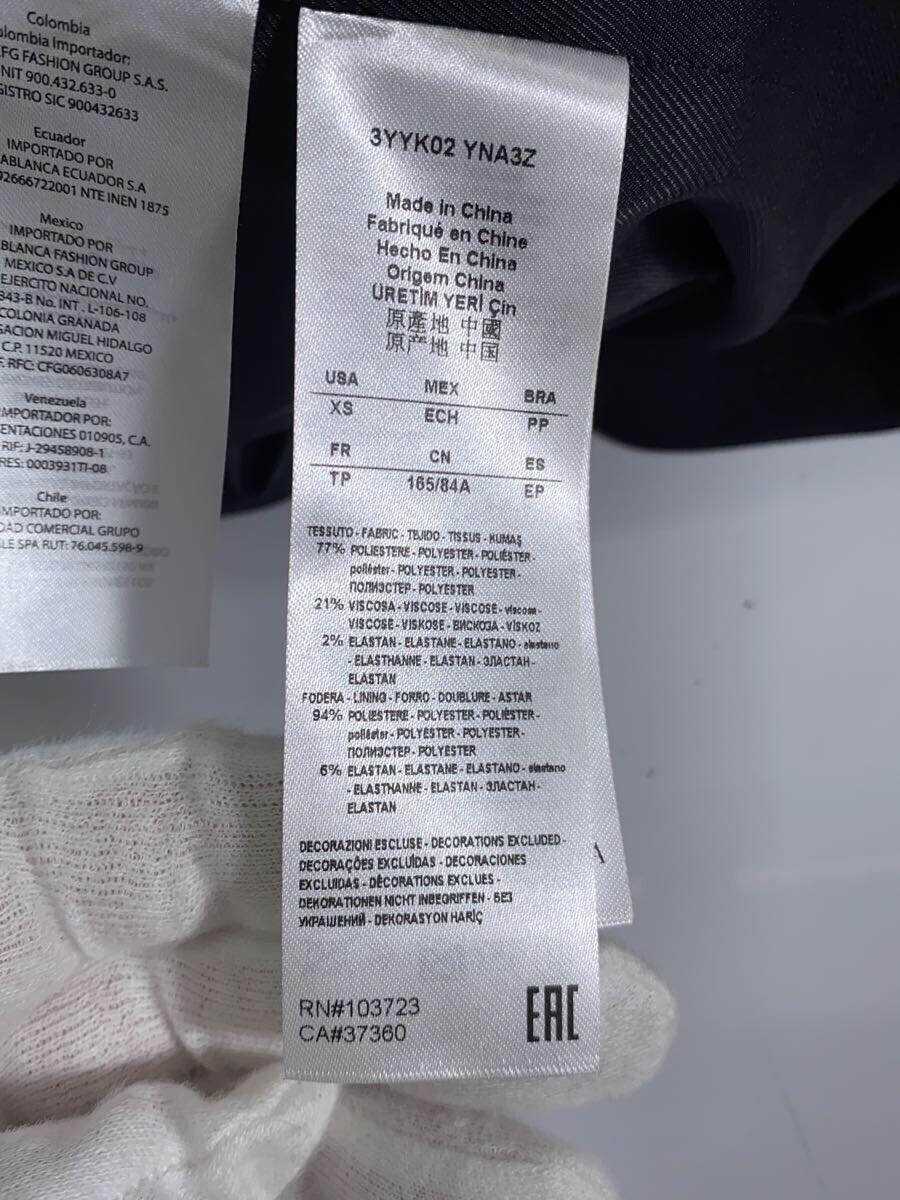 Colombia
olombia Importador:
FG FASHION GROUP S.A.S.
NIT 900.432.633-0
GISTRO SIC 900432633
Ecuador
IMPORTADO POR
ABLANCA ECUADOR S.A
92666722001 NTE INEN 1875
Mexico
IMPORTADO POR
BLANCA FASHION GROUP
MEXICO S.A DE C.V
EJERCITO NACIONAL NO.
843-B No. INT . L-106-108
COLONIA GRANADA
GACION MIGUEL HIDALGO
C.P. 11520 MEXICO
F. RFC: CFG0606308A7
Venezuela
IMPORTADOR POR:
ENTACIONES 010905, C.A.
RIF: J-29458908-1
RES: 0003931TI-08
Chile
MPORTADO POR:
DAD COMERCIAL GRUPO
LE SPA RUT: 76.045.598-9
3YYK02 YNA3Z
Made in China
Fabriqué en Chine
Hecho En China
Origem China
ÜRETİM YERİ Çin
原產地 中國
原产地 中国
USA MEX BRA
XS ECH PP
FR CN ES
TP 165/84A EP
TESSUTO - FABRIC - TEJIDO - TISSUS - KUMAŞ
77% POLIESTERE - POLYESTER - POLIÉSTER -
poliéster - POLYESTER - POLYESTER -
ПОЛИЭСТЕР - POLYESTER
21% VISCOSA - VISCOSE - VISCOSE - viscose -
VISCOSE - VISKOSE - ВИСКОЗА - VİSKOZ
2% ELASTAN - ELASTANE - ELASTANO - elastano
- ELASTHANNE - ELASTAN - ЭЛАСТАН -
ELASTAN
FODERA - LINING - FORRO - DOUBLURE - ASTAR
94% POLIESTERE - POLYESTER - POLIÉSTER -
poliéster - POLYESTER - POLYESTER -
ПОЛИЭСТЕР - POLYESTER
6% ELASTAN - ELASTANE - ELASTANO - elastano
- ELASTHANNE - ELASTAN - ЭЛАСТАН -
ELASTAN
DECORAZIONI ESCLUSE - DECORATIONS EXCLUDED -
DECORAÇÕES EXCLUÍDAS - DECORACIONES
EXCLUIDAS - DÉCORATIONS EXCLUES -
DEKORATIONEN NICHT INBEGRIFFEN - БЕЗ
УКРАШЕНИЙ - DEKORASYON HARİÇ
RN#103723
CA#37360
EAC